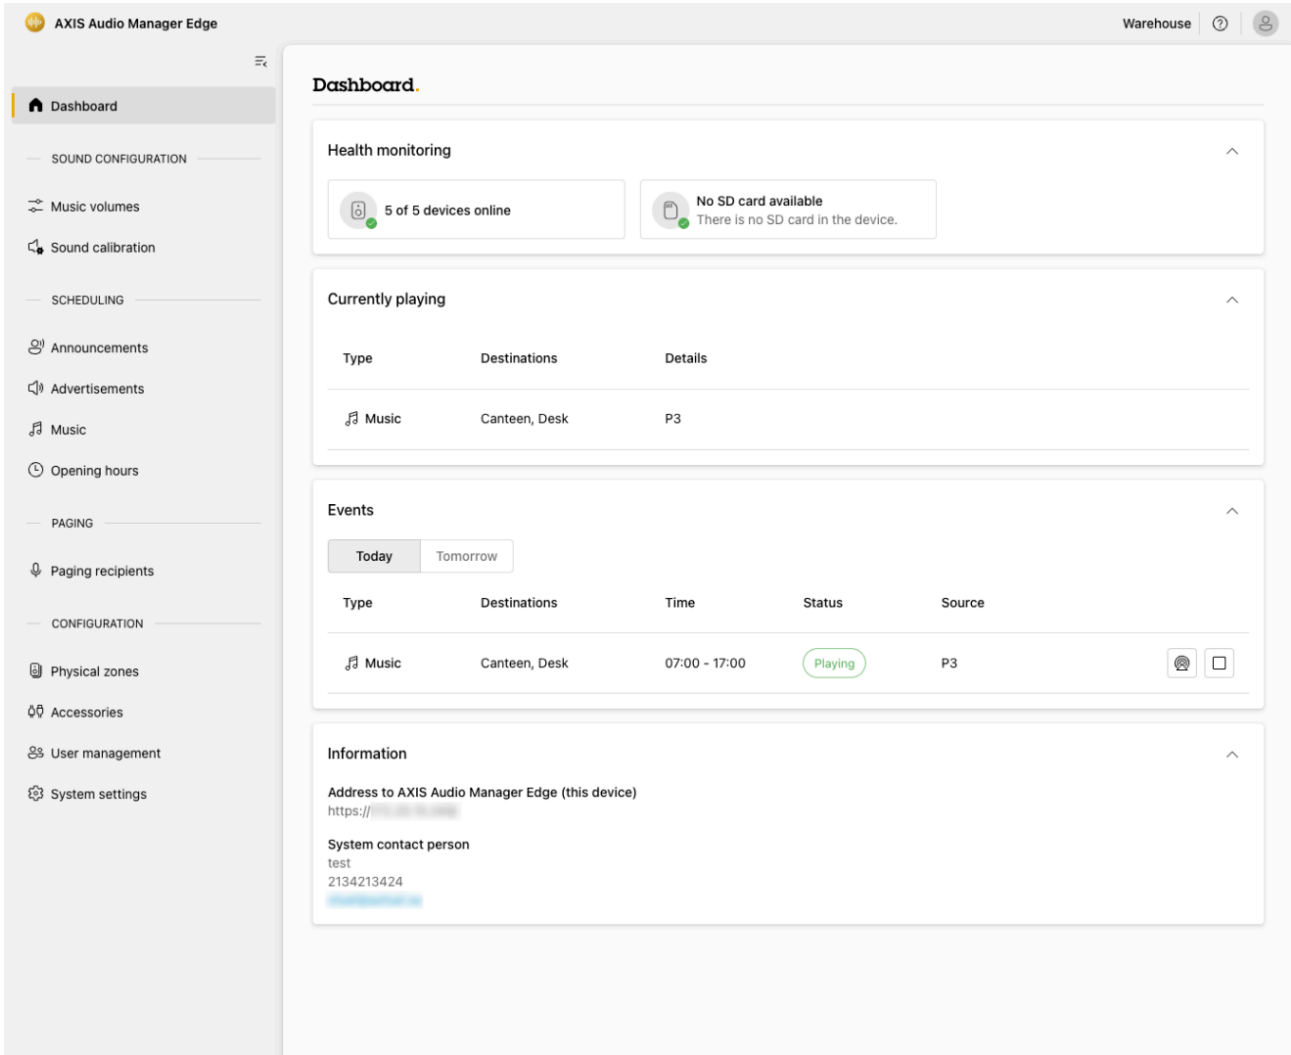 AXIS Audio Manager Edge
Warehouse
Dashboard
SOUND CONFIGURATION
Music volumes
Sound calibration
SCHEDULING
Announcements
Advertisements
Music
Opening hours
PAGING
Paging recipients
CONFIGURATION
Physical zones
Accessories
User management
System settings
Dashboard.
Health monitoring
5 of 5 devices online
No SD card available
There is no SD card in the device.
Currently playing
Type Destinations Details
Music Canteen, Desk P3
Events
Today Tomorrow
Type Destinations Time Status Source
Music Canteen, Desk 07:00 - 17:00 Playing P3
Information
Address to AXIS Audio Manager Edge (this device)
https://
System contact person
test
2134213424